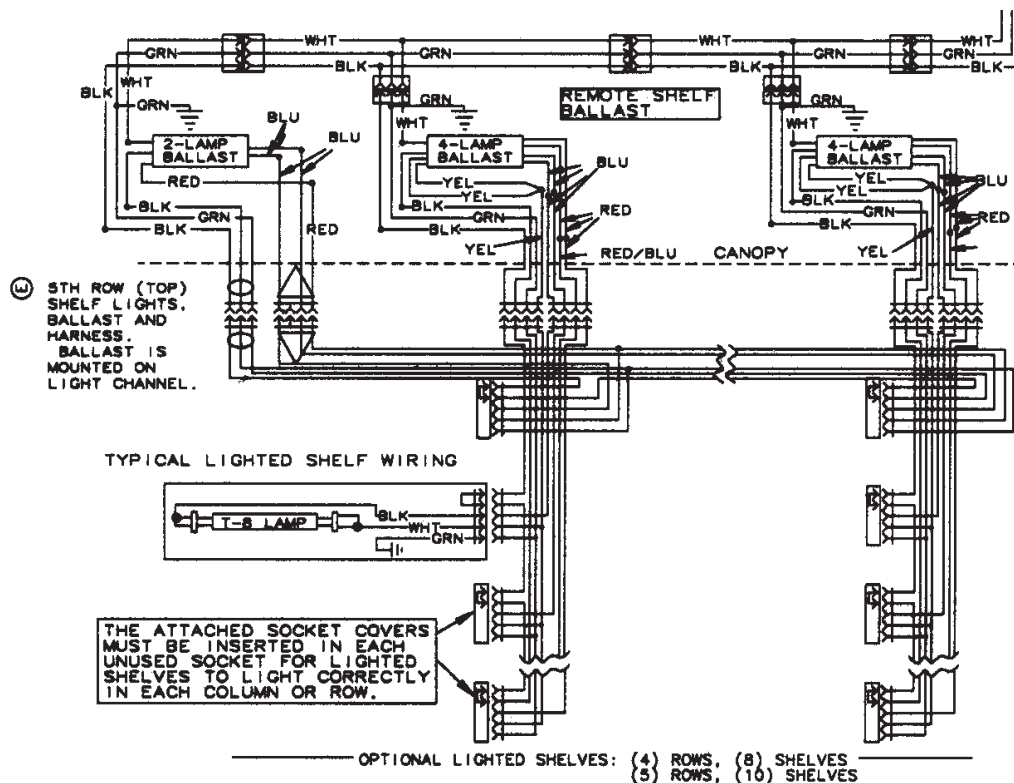 WHT WHT WHT
GRN GRN GRN GRN
BLK BLK BLK
BLK
WHT
GRN
BLU
BLU
2-LAMP
BALLAST
RED
BLK
GRN
BLK
RED
GRN
WHT
4-LAMP
BALLAST
BLU
YEL
YEL
BLK
GRN
BLK
RED
YEL
RED/BLU
REMOTE SHELF
BALLAST
GRN
WHT
4-LAMP
BALLAST
YEL
YEL
BLU
BLK
GRN
BLK
RED
YEL
CANOPY
5TH ROW (TOP)
SHELF LIGHTS,
BALLAST AND
HARNESS.
BALLAST IS
MOUNTED ON
LIGHT CHANNEL.
TYPICAL LIGHTED SHELF WIRING
T-8 LAMP
BLK
WHT
GRN
THE ATTACHED SOCKET COVERS
MUST BE INSERTED IN EACH
UNUSED SOCKET FOR LIGHTED
SHELVES TO LIGHT CORRECTLY
IN EACH COLUMN OR ROW.
OPTIONAL LIGHTED SHELVES: (4) ROWS, (8) SHELVES
(5) ROWS, (10) SHELVES